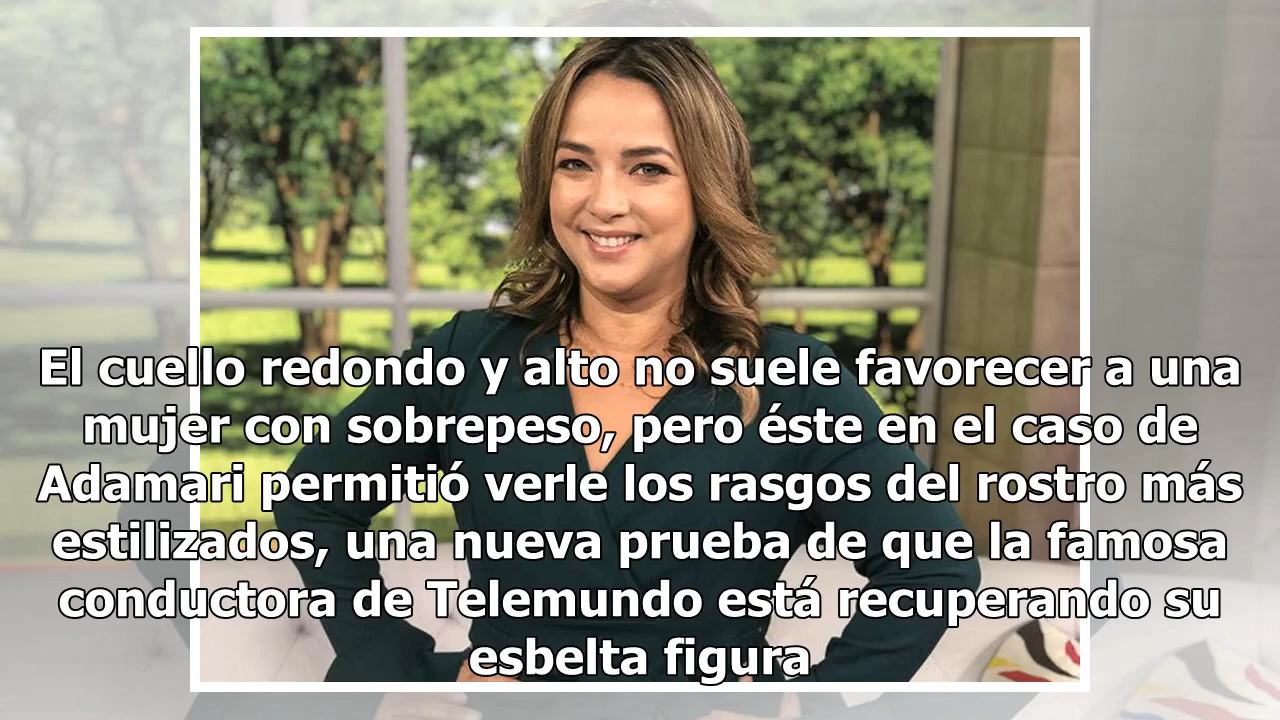 El cuello redondo y alto no suele favorecer a una
mujer con sobrepeso, pero éste en el caso de
Adamari permitió verle los rasgos del rostro más
estilizados, una nueva prueba de que la famosa
conductora de Telemundo está recuperando su
esbelta figura